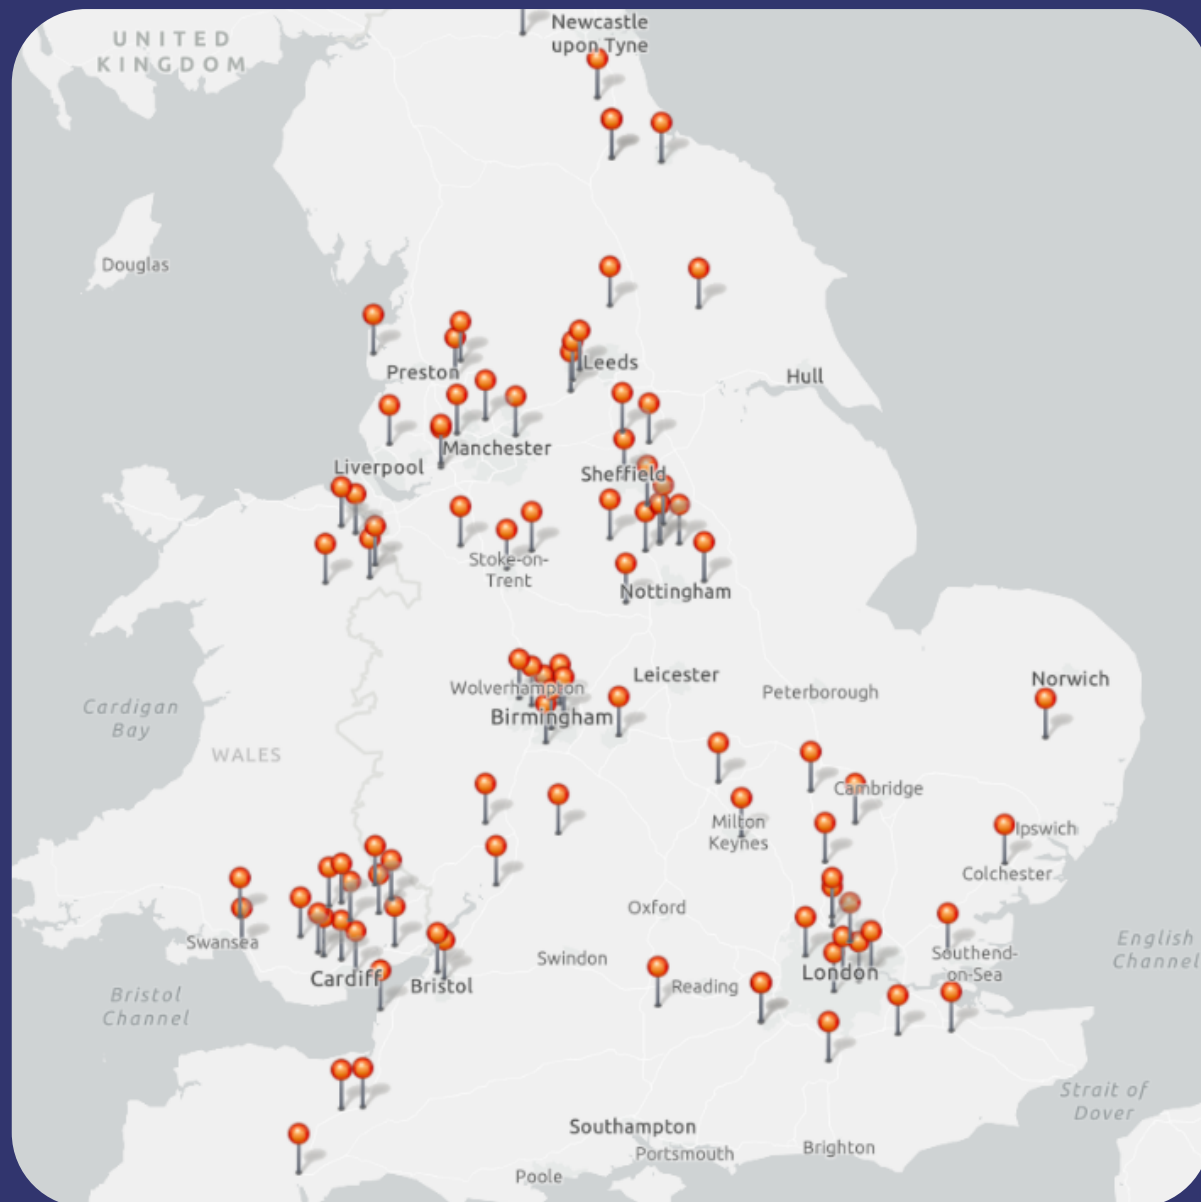 Newcastle
upon Tyne
UNITED
KINGDOM
Douglas
Preston
Leeds
Hull
Manchester
Liverpool
Sheffield
Stoke-on-
Trent
Nottingham
Leicester
Norwich
Wolverhampton
Peterborough
Birmingham
Cardigan
Bay
WALES
Cambridge
Milton
Keynes
Ipswich
Colchester
Oxford
Swansea
English
Channel
Swindon
Southend-
on-Sea
London
Cardiff
Bristol
Reading
Bristol
Channel
Strait of
Dover
Southampton
Portsmouth
Brighton
Poole